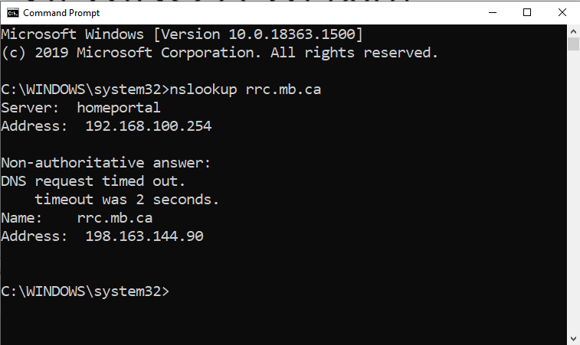 Command Prompt
Microsoft Windows [Version 10.0.18363.1500]
(c) 2019 Microsoft Corporation. All rights reserved.
C:\WINDOWS\system32>nslookup rrc.mb.ca
Server:  homeportal
Address:  192.168.100.254
Non-authoritative answer:
DNS request timed out.
    timeout was 2 seconds.
Name:    rrc.mb.ca
Address:  198.163.144.90
C:\WINDOWS\system32>